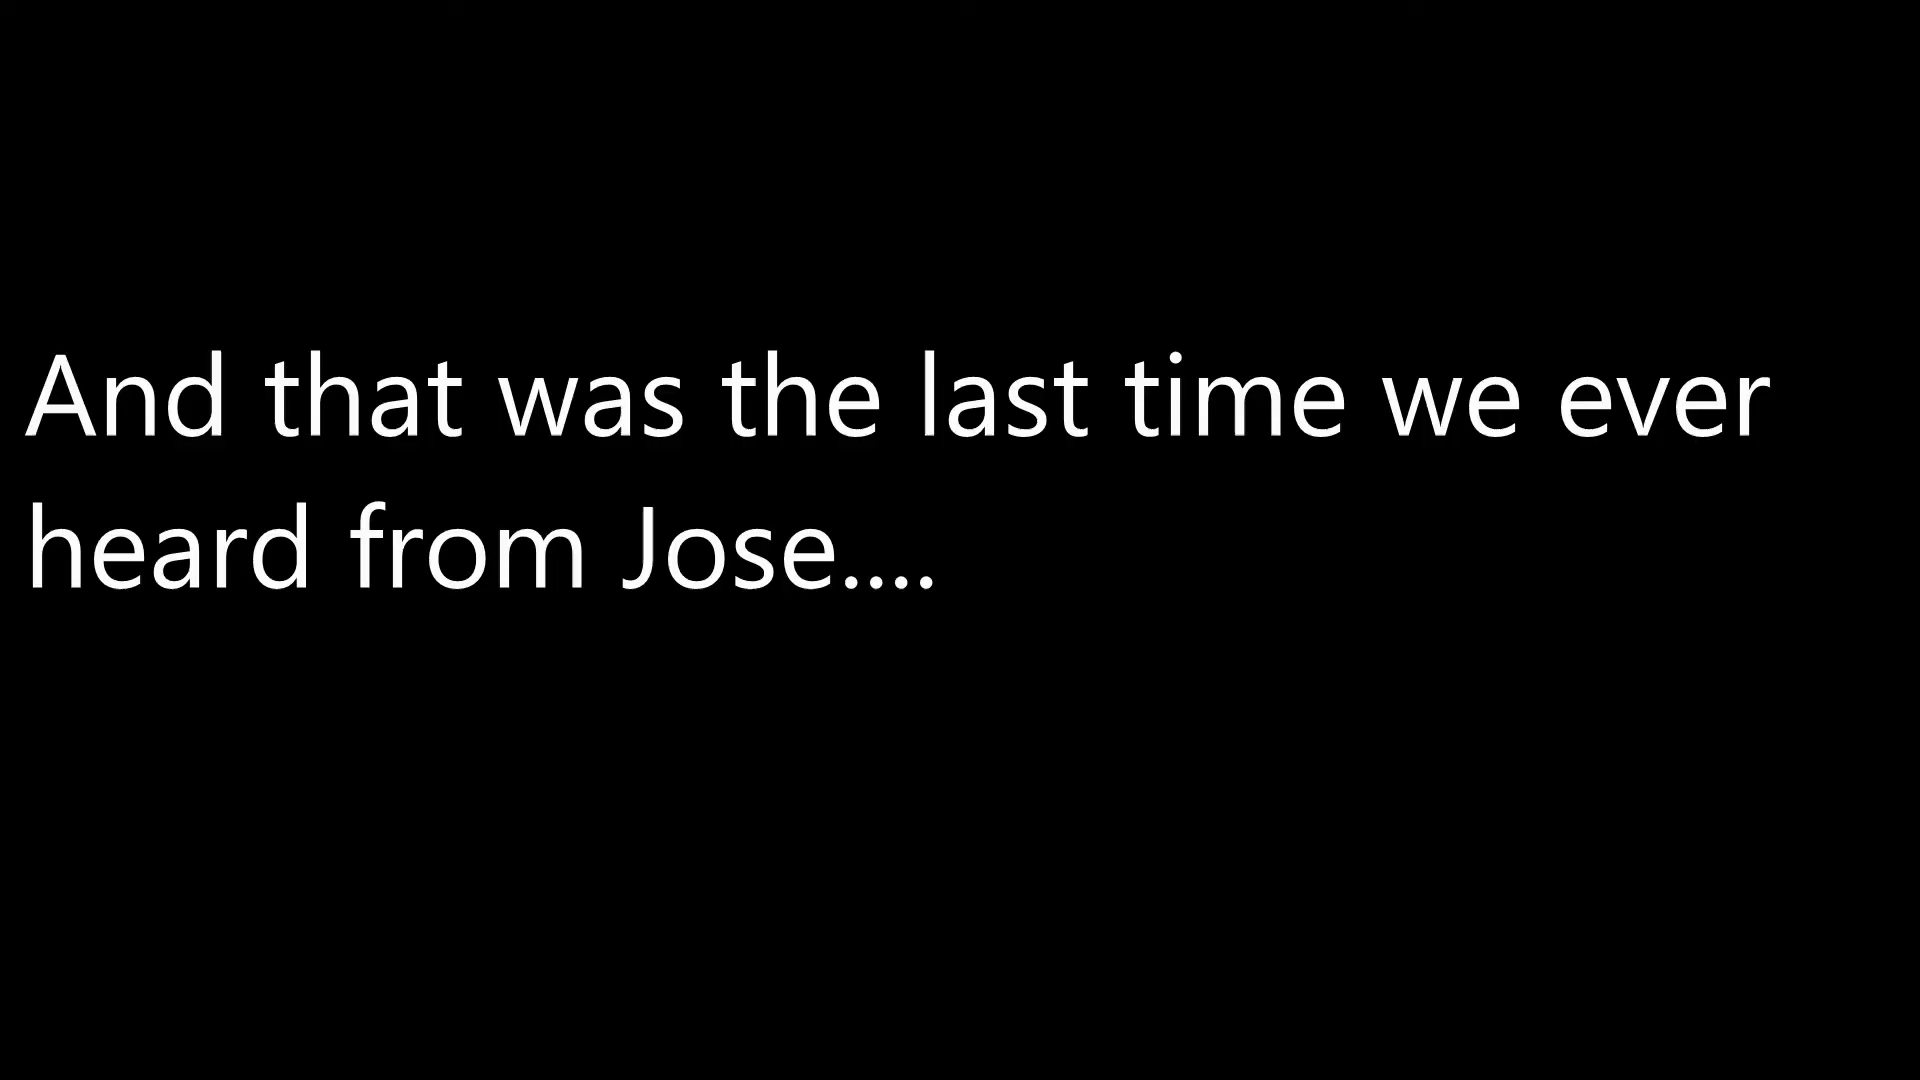 And that was the last time we ever
heard from Jose....